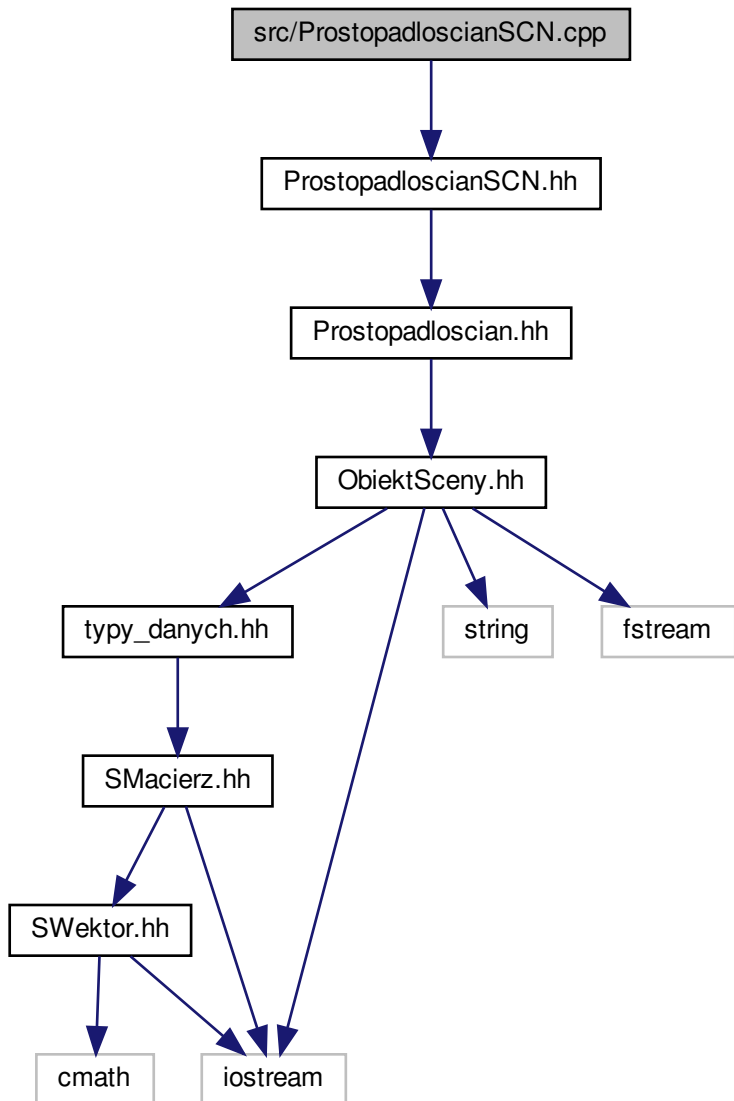 src/ProstopadloscianSCN.cpp
ProstopadloscianSCN.hh
Prostopadloscian.hh
ObiektSceny.hh
typy_danych.hh
string
fstream
SMacierz.hh
SWektor.hh
cmath
iostream